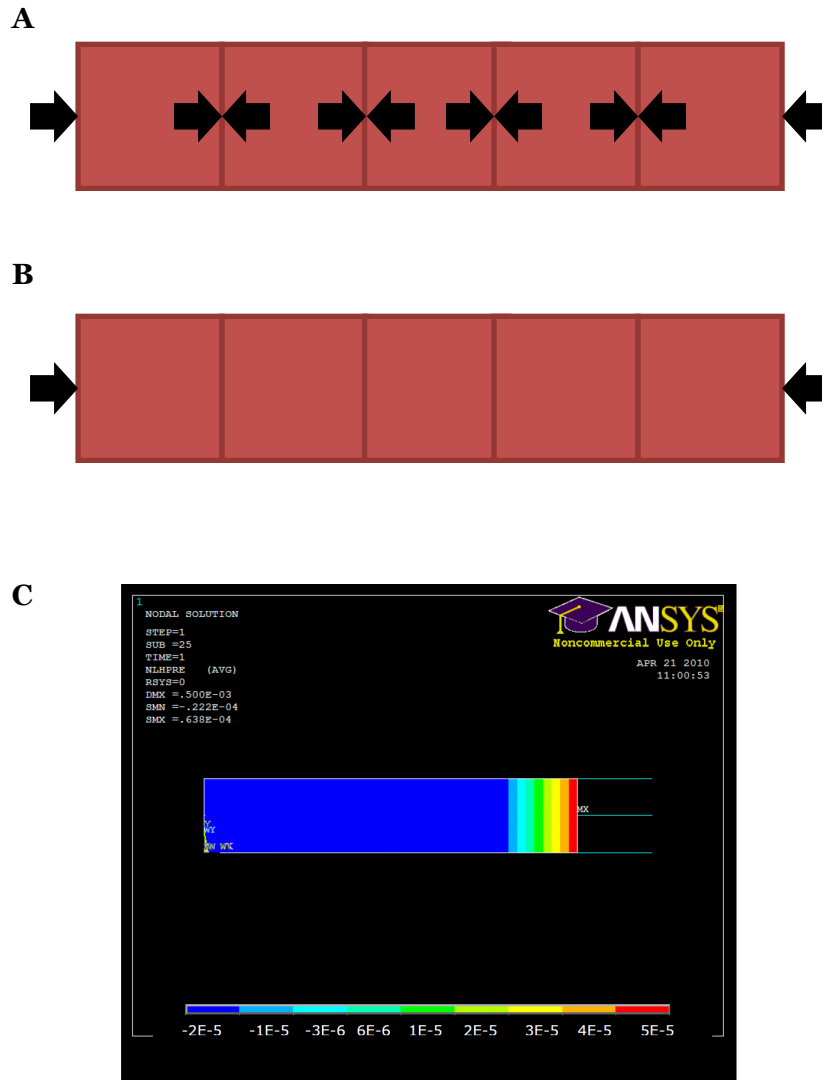 A
B
C
1
NODAL SOLUTION
STEP=1
SUB =25
TIME=1
NLHPRE (AVG)
RSYS=0
DMX =.500E-03
SMN =-.222E-04
SMX =.638E-04
ANSYS
Noncommercial Use Only
APR 21 2010
11:00:53
MX
Y
WY
WX
-2E-5 -1E-5 -3E-6 6E-6 1E-5 2E-5 3E-5 4E-5 5E-5